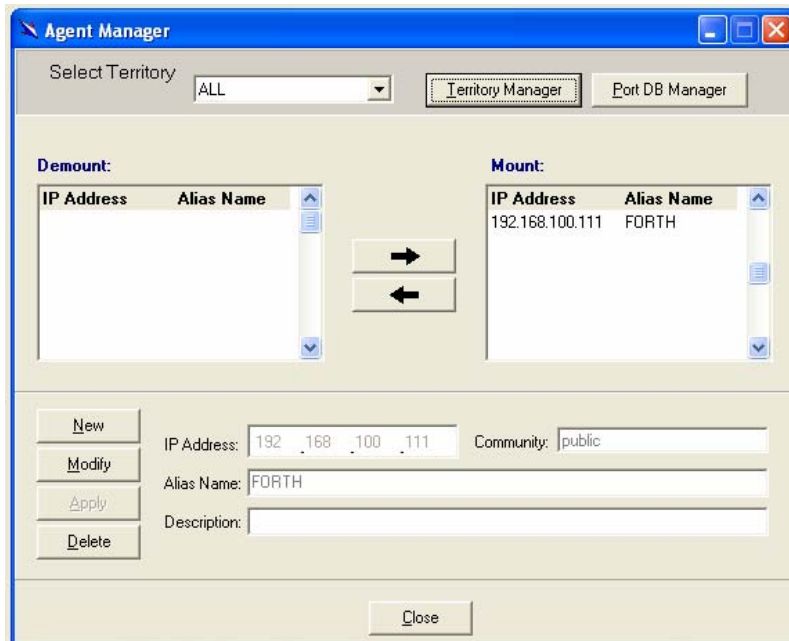 Agent Manager
Select Territory ALL Territory Manager Port DB Manager
Demount: Mount:
IP Address Alias Name IP Address Alias Name
192.168.100.111 FORTH
New
IP Address: 192 .168 .100 .111 Community: public
Modify
Alias Name: FORTH
Apply
Description:
Delete
Close